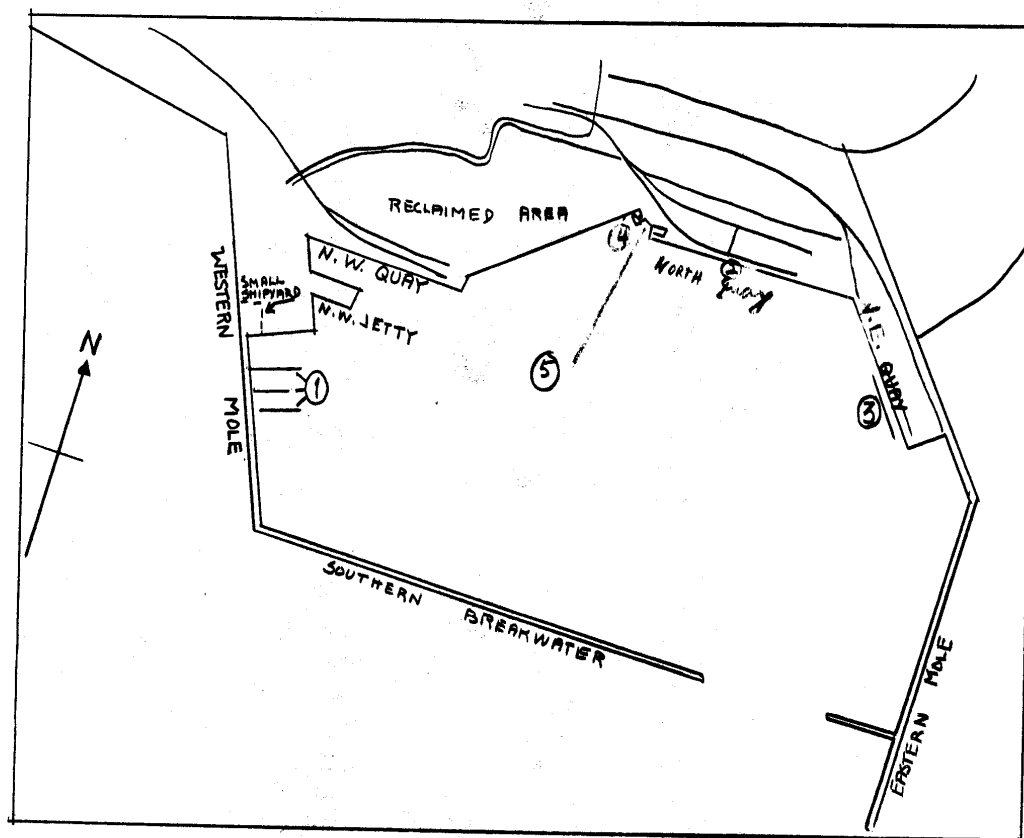 RECLAIMED AREA
N.W. QUAY
N.W. JETTY
SMALL
SHIPYARD
WESTERN MOLE
N
1
4
NORTH Quay
2
N.E. QUAY
3
5
SOUTHERN BREAKWATER
EASTERN MOLE